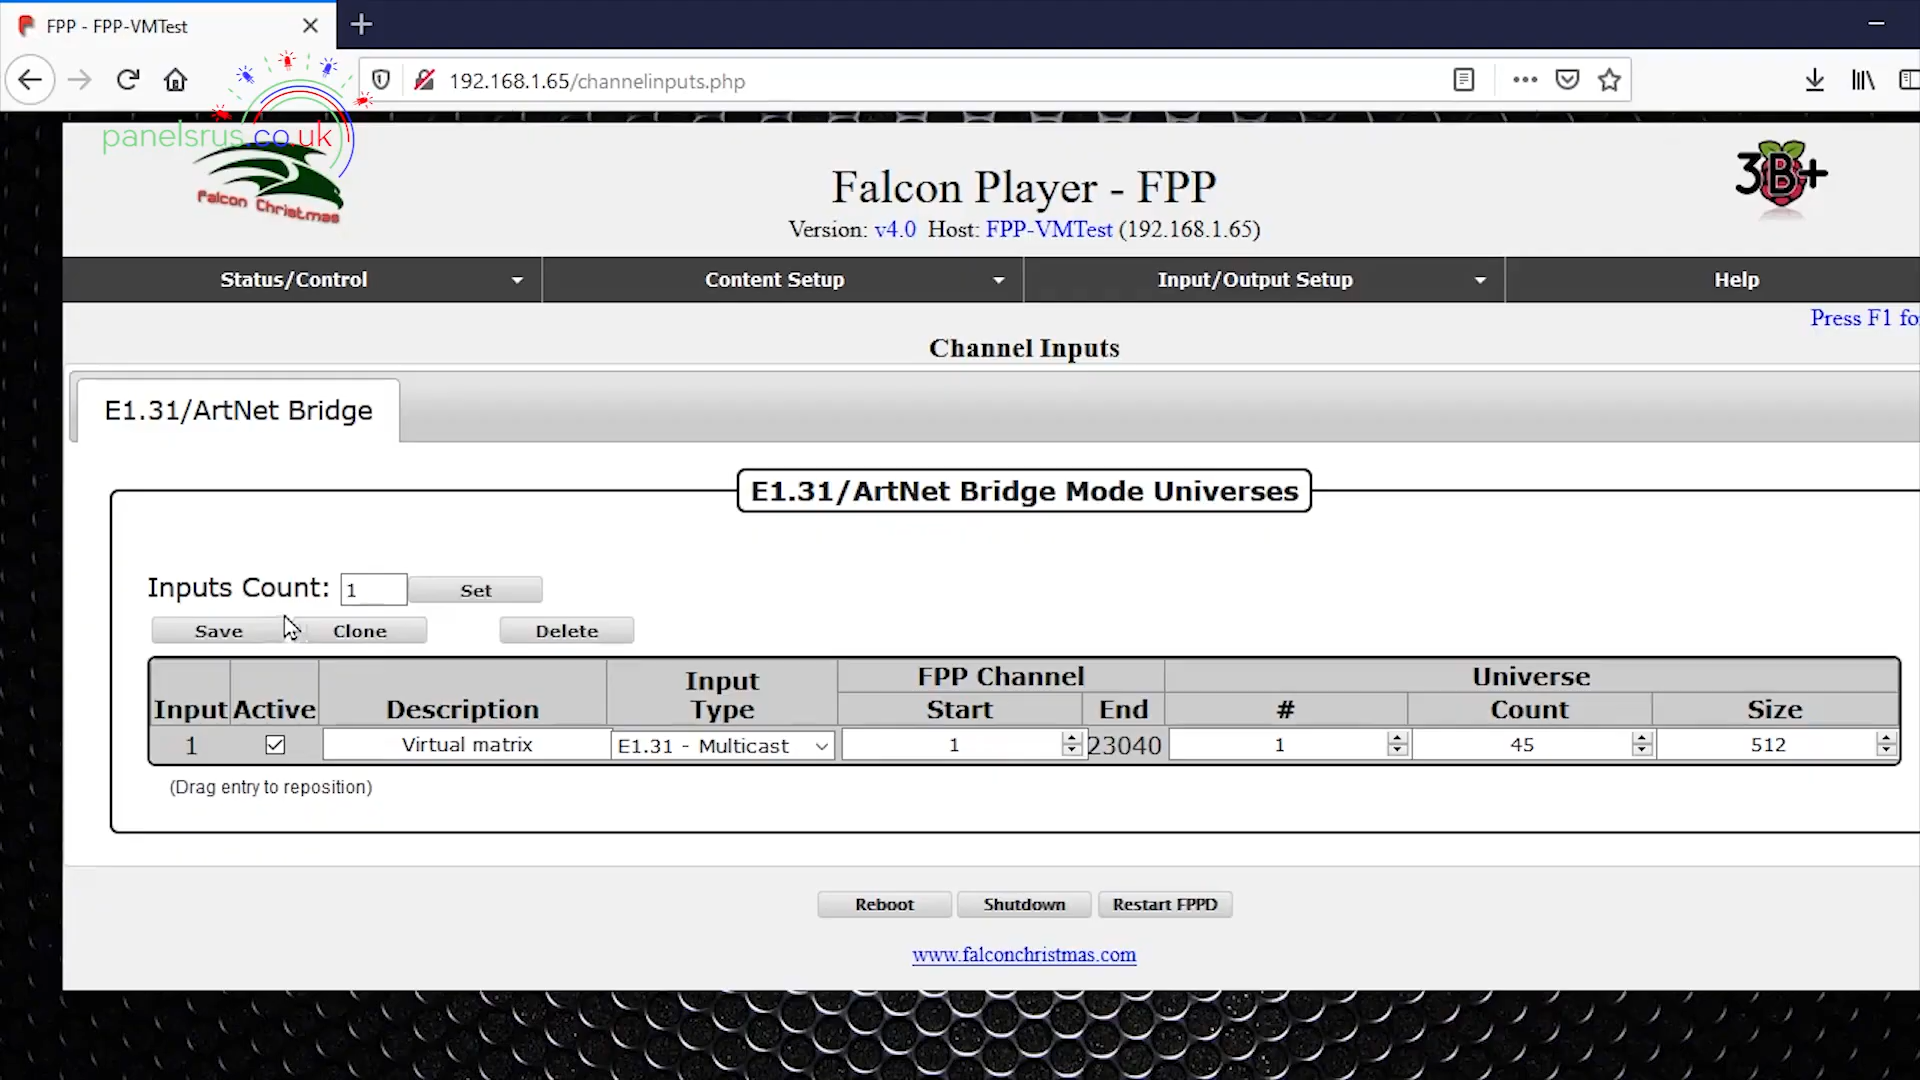 FPP - FPP-VMTest
192.168.1.65/channelinputs.php
panelsrus.co.uk
Falcon Christmas
Falcon Player - FPP
3B+
Version: v4.0 Host: FPP-VMTest (192.168.1.65)
Status/Control
Content Setup
Input/Output Setup
Help
Press F1 fo
Channel Inputs
E1.31/ArtNet Bridge
E1.31/ArtNet Bridge Mode Universes
Inputs Count: 1 Set
Save Clone Delete
Input Active Description Input Type FPP Channel Universe
Start End # Count Size
1 Virtual matrix E1.31 - Multicast 1 23040 1 45 512
(Drag entry to reposition)
Reboot Shutdown Restart FPPD
www.falconchristmas.com